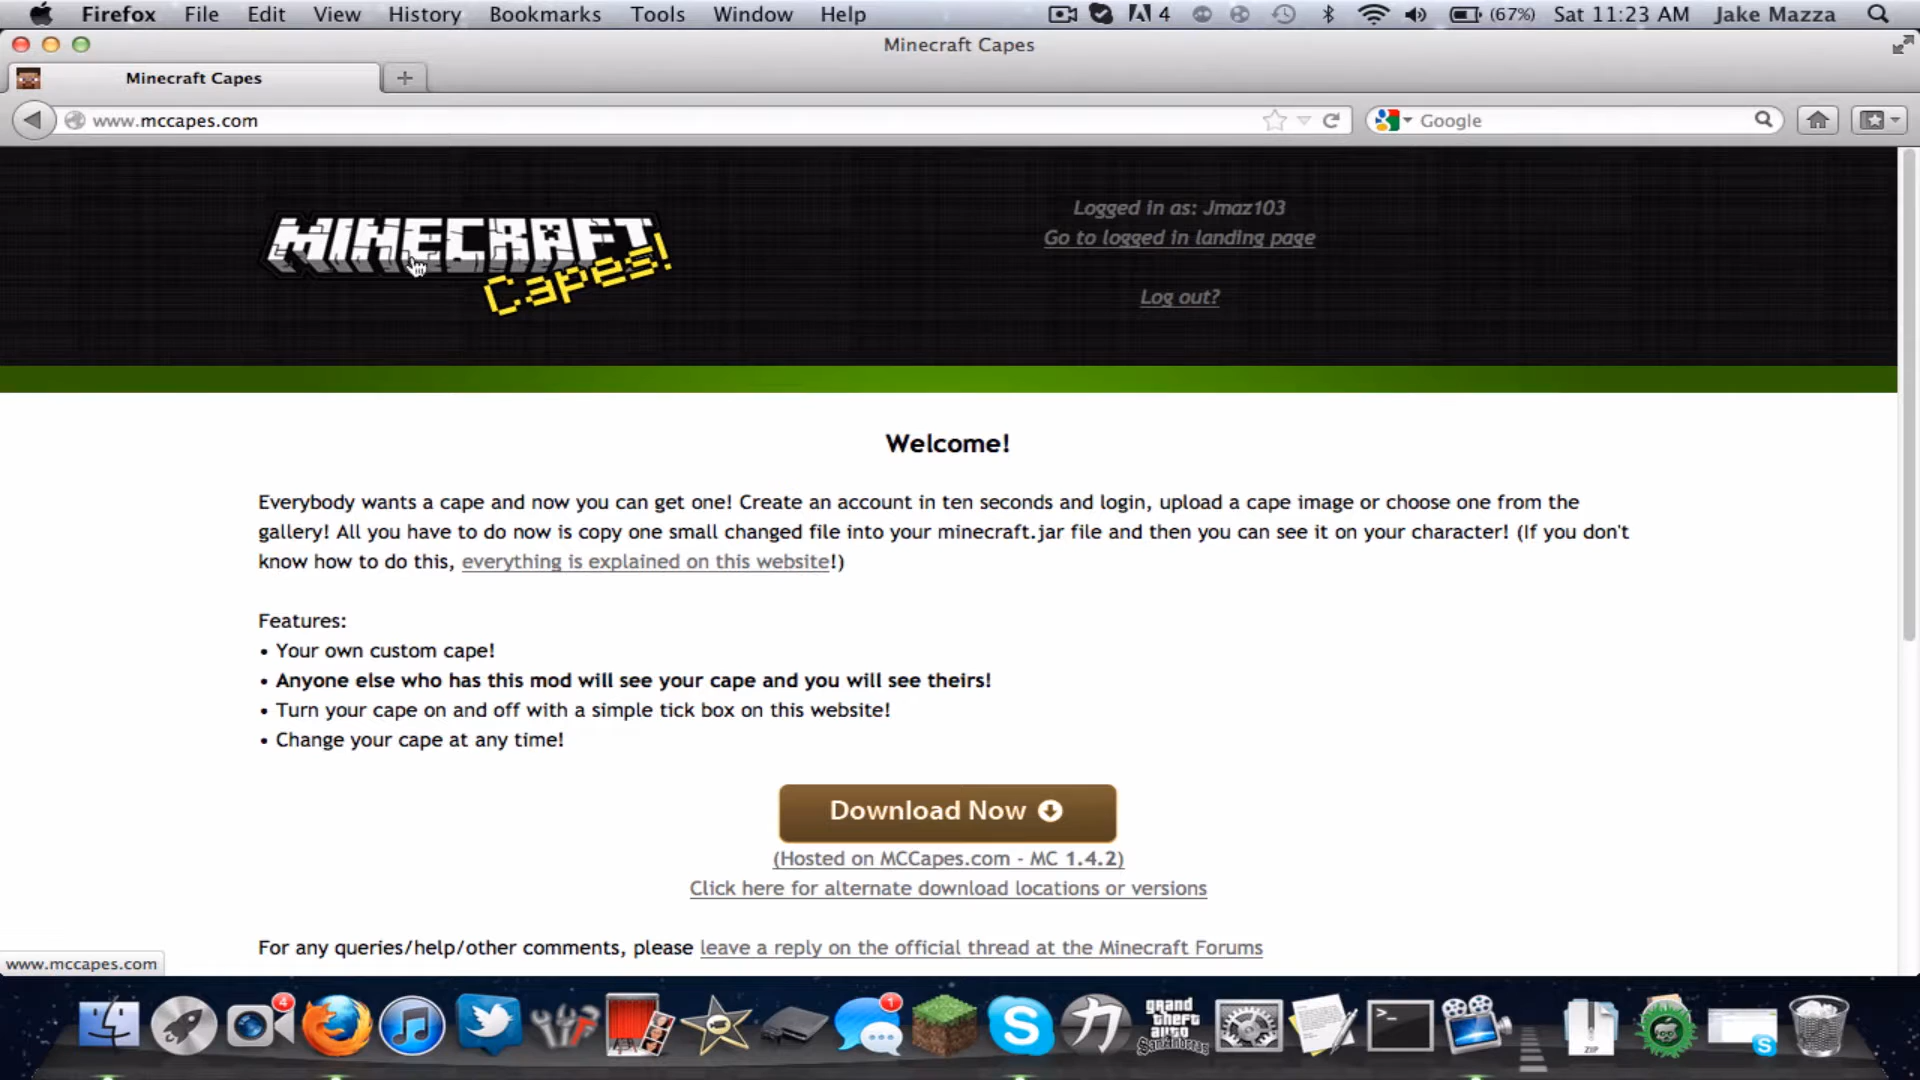 Firefox File Edit View History Bookmarks Tools Window Help 4 (67%) Sat 11:23 AM Jake Mazza
Minecraft Capes
Minecraft Capes
www.mccapes.com Google
MINECRAFT
Capes!
Logged in as: Jmaz103
Go to logged in landing page
Log out?
Welcome!
Everybody wants a cape and now you can get one! Create an account in ten seconds and login, upload a cape image or choose one from the
gallery! All you have to do now is copy one small changed file into your minecraft.jar file and then you can see it on your character! (If you don't
know how to do this, everything is explained on this website!)
Features:
• Your own custom cape!
• Anyone else who has this mod will see your cape and you will see theirs!
• Turn your cape on and off with a simple tick box on this website!
• Change your cape at any time!
Download Now
(Hosted on MCCapes.com - MC 1.4.2)
Click here for alternate download locations or versions
For any queries/help/other comments, please leave a reply on the official thread at the Minecraft Forums
www.mccapes.com
4
1
grand
theft
auto
SanAndreas
ZIP